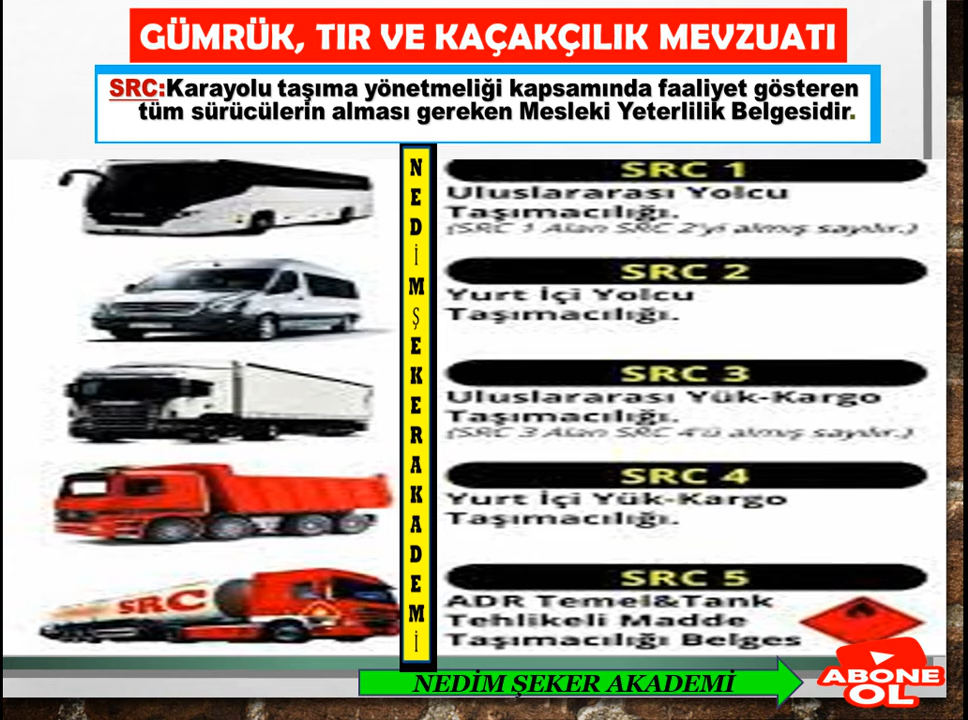 GÜMRÜK, TIR VE KAÇAKÇILIK MEVZUATI
SRC:Karayolu taşıma yönetmeliği kapsamında faaliyet gösteren
tüm sürücülerin alması gereken Mesleki Yeterlilik Belgesidir.
NEDİM ŞEKER AKADEMİ
SRC 1
Uluslararası Yolcu
Taşımacılığı.
(SRC 1 Alan SRC 2'yi almış sayılır.)
SRC 2
Yurt İçi Yolcu
Taşımacılığı.
SRC 3
Uluslararası Yük-Kargo
Taşımacılığı.
(SRC 3 Alan SRC 4'ü almış sayılır.)
SRC 4
Yurt İçi Yük-Kargo
Taşımacılığı.
SRC
SRC 5
ADR Temel&Tank
Tehlikeli Madde
Taşımacılığı Belges
NEDİM ŞEKER AKADEMİ
ABONE
OL